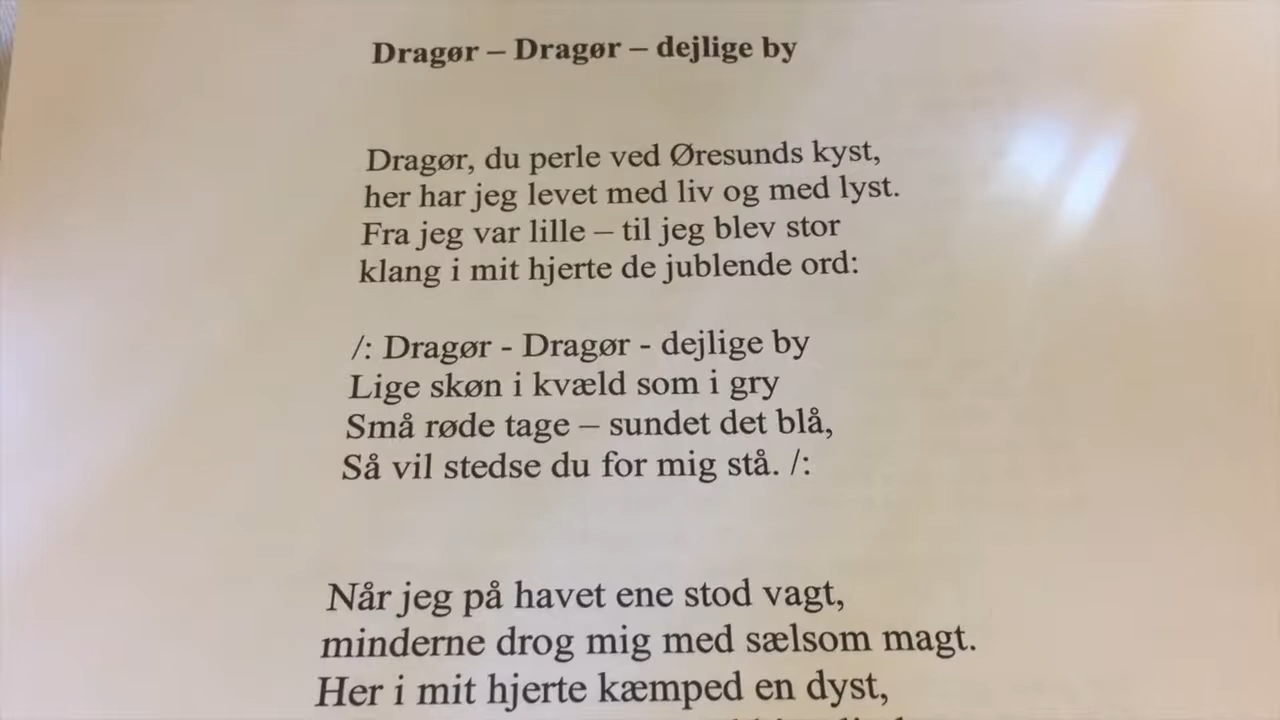 Dragør – Dragør – dejlige by
Dragør, du perle ved Øresunds kyst,
her har jeg levet med liv og med lyst.
Fra jeg var lille – til jeg blev stor
klang i mit hjerte de jublende ord:
/: Dragør - Dragør - dejlige by
Lige skøn i kvæld som i gry
Små røde tage – sundet det blå,
Så vil stedse du for mig stå. /:
Når jeg på havet ene stod vagt,
minderne drog mig med sælsom magt.
Her i mit hjerte kæmped en dyst,